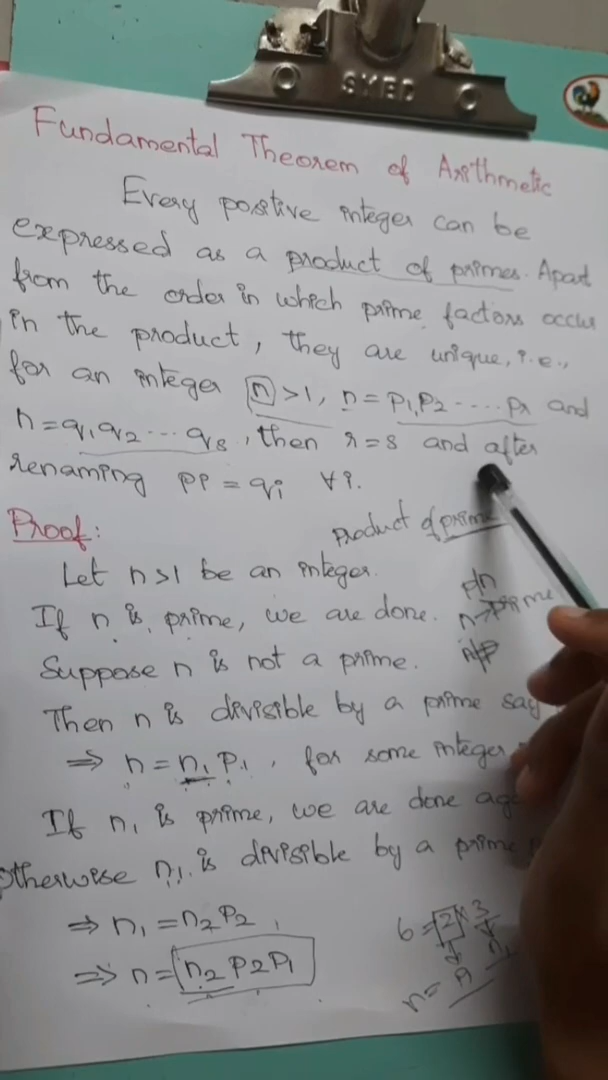 SMED
Fundamental Theorem of Arithmetic
Every positive integer can be
expressed as a product of primes. Apart
from the order in which prime factors occur
in the product, they are unique, i.e.,
for an integer n >1, n = P1, P2 ..... Pr and
n = q1 q2 ... qs, then r = s and after
renaming Pi = qi ∀ i.
Proof:
product of prime
Let n>1 be an integer.
p/n
If n is prime, we are done.
n → prime
Suppose n is not a prime.
Then n is divisible by a prime say
⇒ n = n1 P1, for some integer
If n1 is prime, we are done
otherwise n1 is divisible by a prime
⇒ n1 = n2 P2
6 = 2 × 3
⇒ n = n2 P2 P1
n =